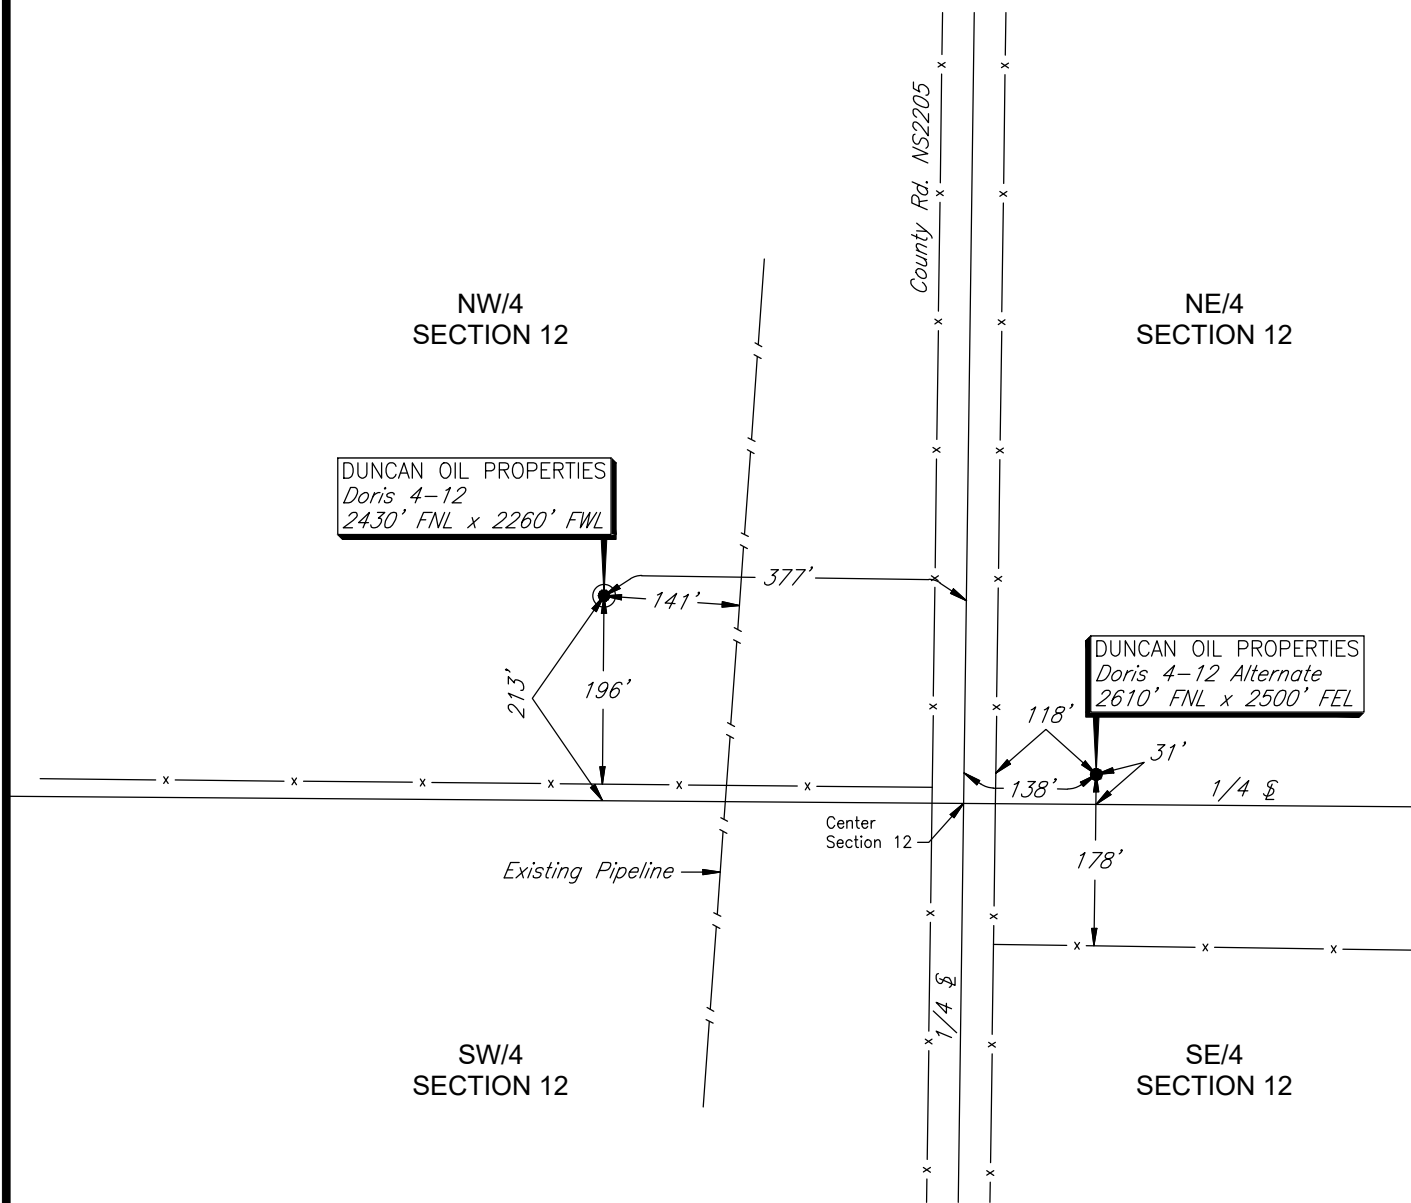 County Rd. NS2205
NW/4
SECTION 12
NE/4
SECTION 12
DUNCAN OIL PROPERTIES
Doris 4-12
2430' FNL x 2260' FWL
377'
141'
213'
196'
DUNCAN OIL PROPERTIES
Doris 4-12 Alternate
2610' FNL x 2500' FEL
118'
31'
138'
1/4 SL
Center
Section 12
178'
Existing Pipeline
1/4 SL
SW/4
SECTION 12
SE/4
SECTION 12